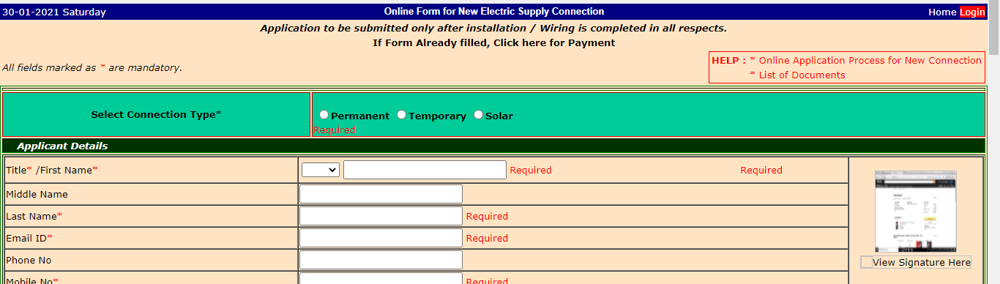 30-01-2021 Saturday Online Form for New Electric Supply Connection Home Login
Application to be submitted only after installation / Wiring is completed in all respects.
If Form Already filled, Click here for Payment
All fields marked as * are mandatory.
HELP : * Online Application Process for New Connection
* List of Documents
Select Connection Type*
Permanent Temporary Solar
Required
Applicant Details
Title* /First Name* Required Required
Middle Name
Last Name* Required
Email ID* Required
Phone No
View Signature Here
Mobile No* Required